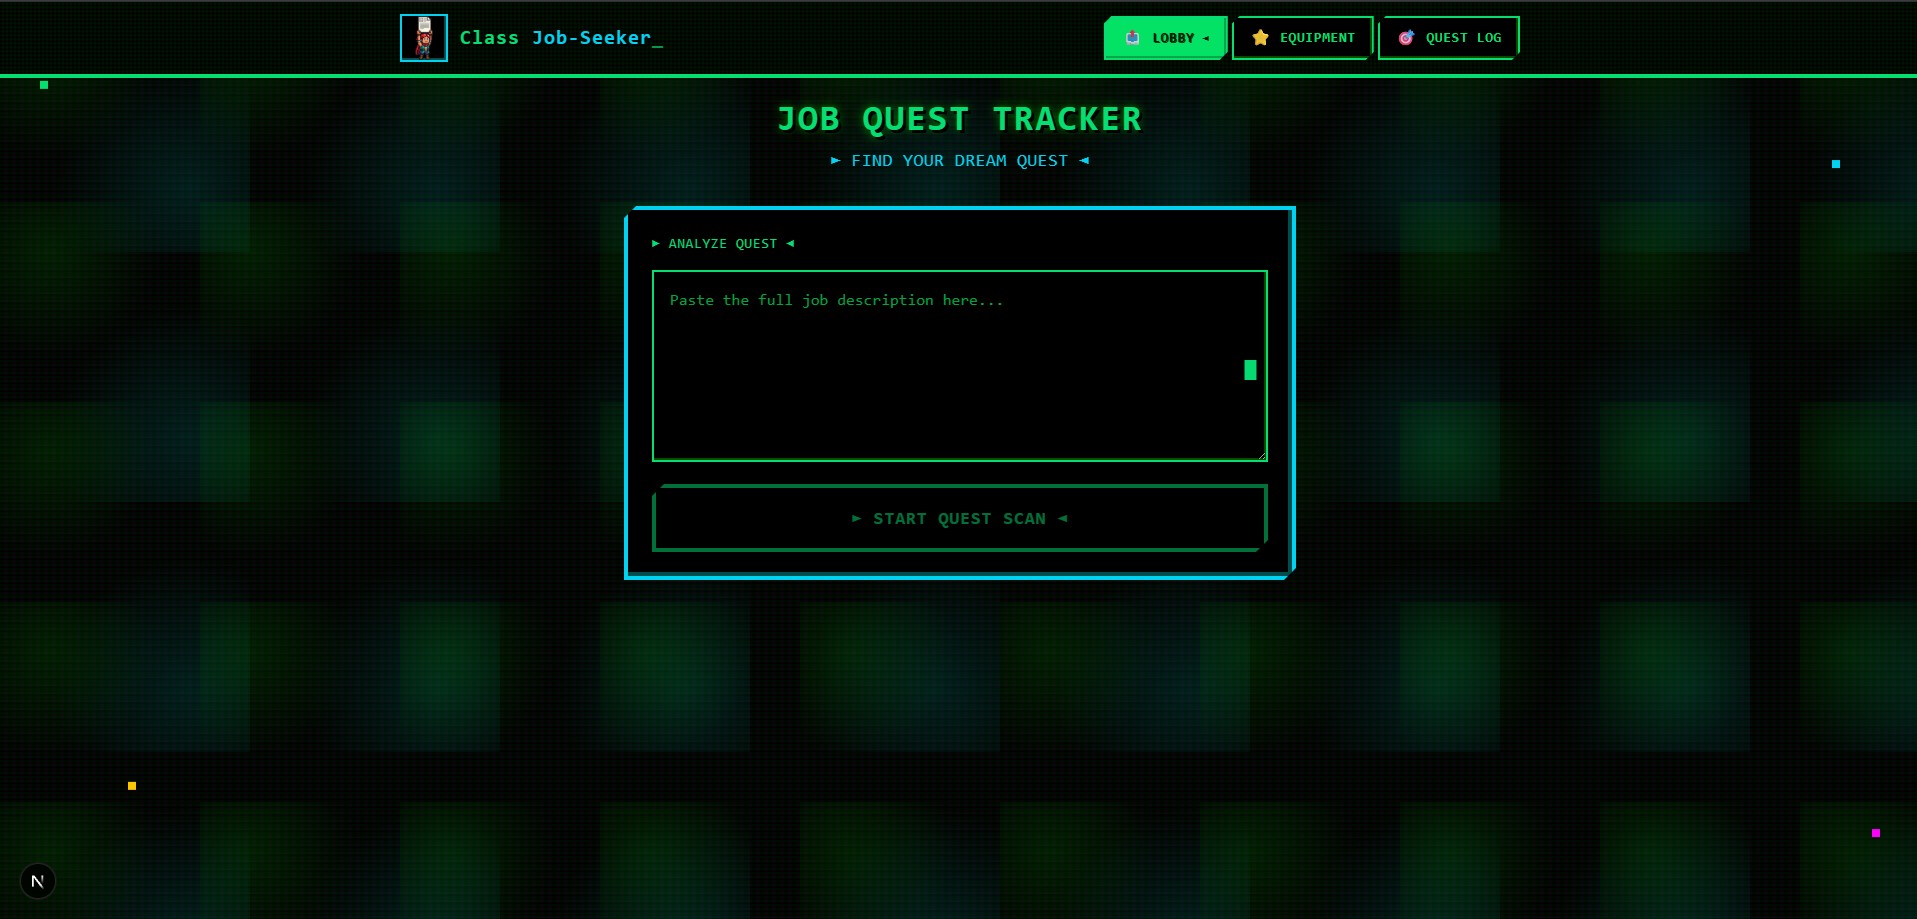 Class Job-Seeker_
LOBBY ◄
EQUIPMENT
QUEST LOG
JOB QUEST TRACKER
► FIND YOUR DREAM QUEST ◄
► ANALYZE QUEST ◄
Paste the full job description here...
► START QUEST SCAN ◄
N